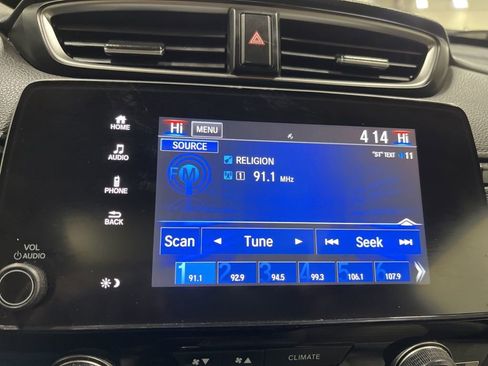 HOME
AUDIO
PHONE
BACK
VOL
AUDIO
Hi MENU 414 Hi
SOURCE
FM
RELIGION
"ST" TEXT 11
1 91.1 MHz
Scan Tune Seek
1 2 3 4 5 6
91.1 92.9 94.5 99.3 106.1 107.9
CLIMATE